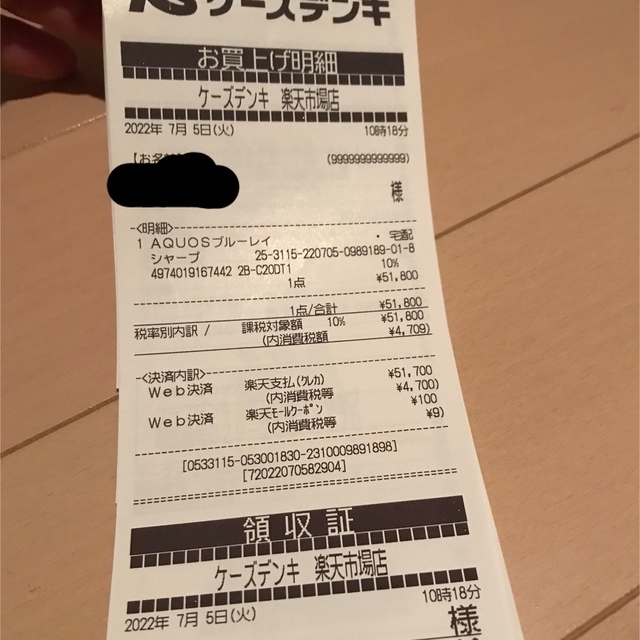 ケーズデンキ
お買上げ明細
ケーズデンキ 楽天市場店
2022年 7月 5日(火) 10時18分
【お名 (9999999999999)
様
-<明細>-
1 AQUOSブルーレイ ・ 宅配
シャープ 25-3115-220705-0989189-01-8
4974019167442 2B-C20DT1 10%
1点 ¥51,800
1点/合計 ¥51,800
税率別内訳 / 課税対象額 10% ¥51,800
(内消費税額 ¥4,709)
-<決済内訳>-
Web決済 楽天支払(クレカ) ¥51,700
(内消費税等 ¥4,700)
Web決済 楽天モールクーポン ¥100
(内消費税等 ¥9)
[0533115-053001830-2310009891898]
[72022070582904]
領収証
ケーズデンキ 楽天市場店
2022年 7月 5日(火) 10時18分
様